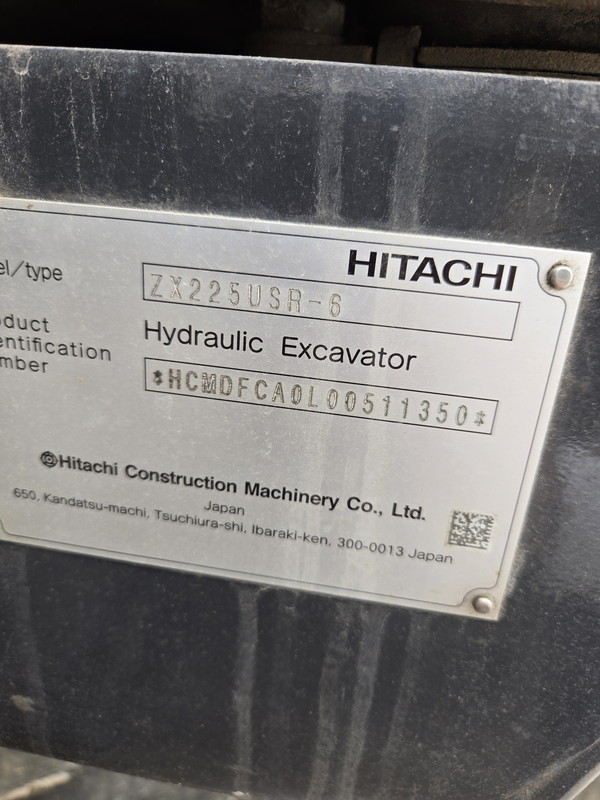 HITACHI
el/type
ZX225USR-6
Hydraulic Excavator
oduct
entification
mber
*HCMDFCA0L00511350*
Hitachi Construction Machinery Co., Ltd.
Japan
650, Kandatsu-machi, Tsuchiura-shi, Ibaraki-ken, 300-0013 Japan